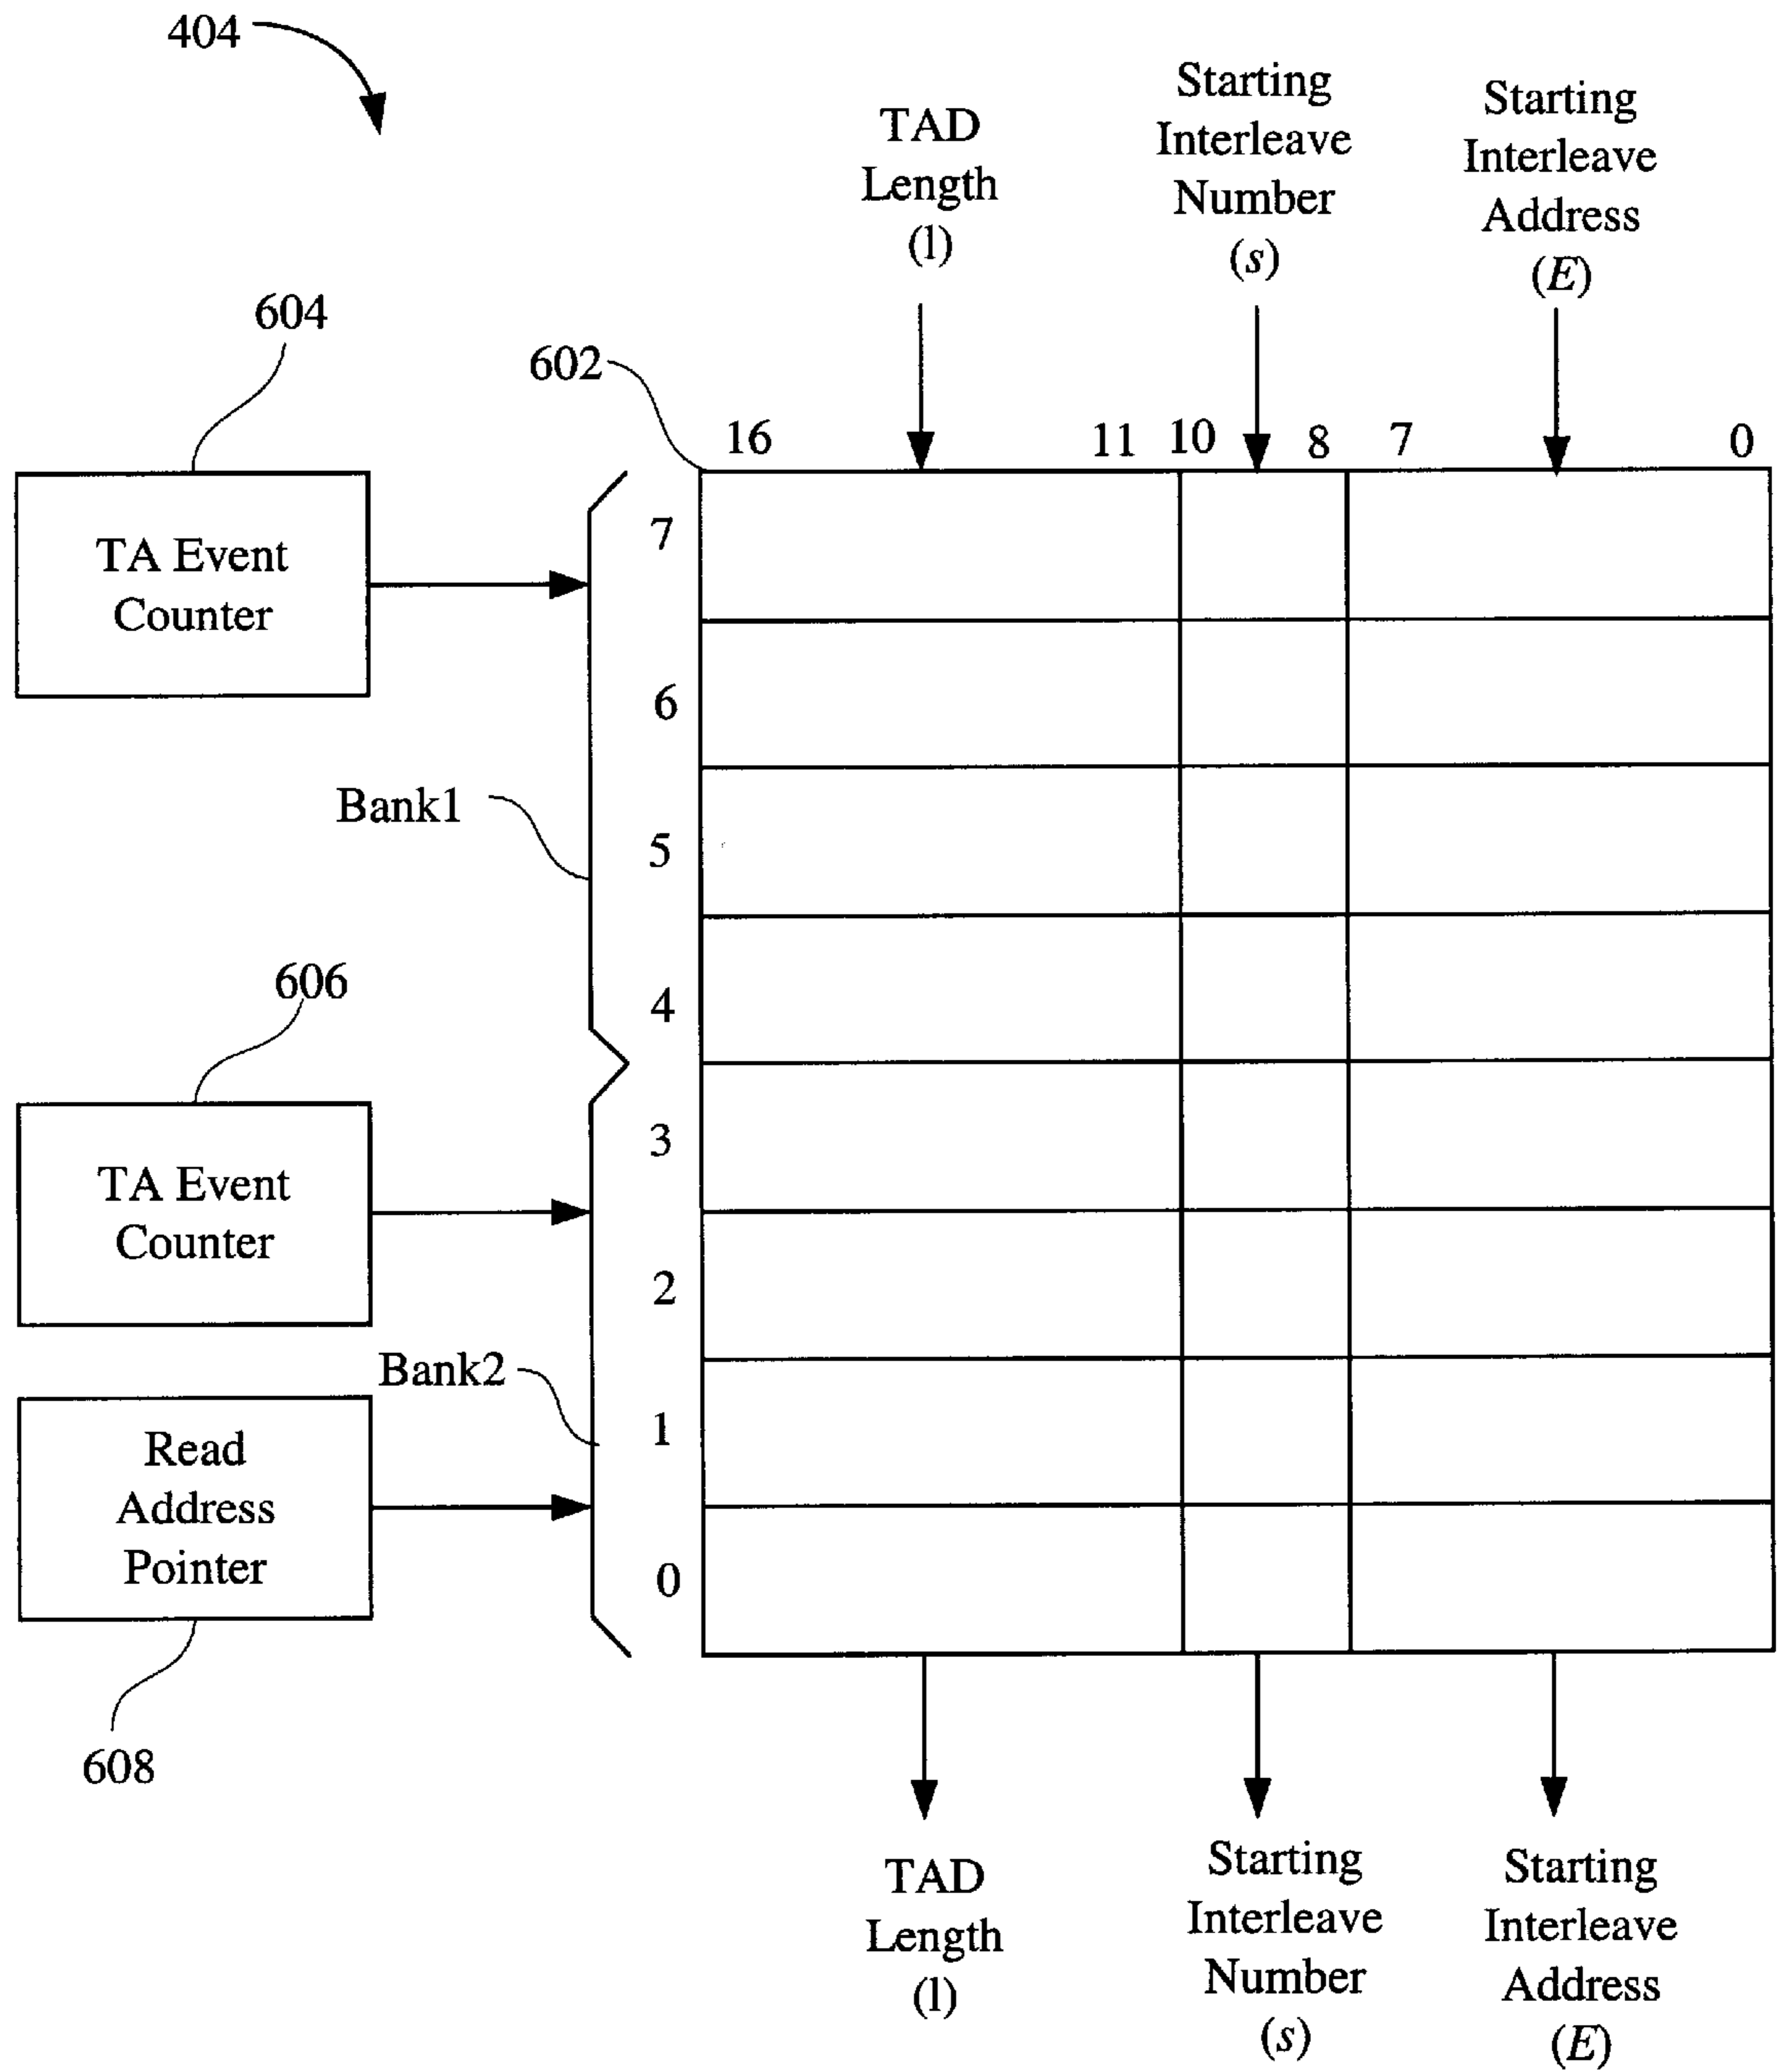 404
TAD
Length
(l)
Starting
Interleave
Number
(s)
Starting
Interleave
Address
(E)
604
602
16 11 10 8 7 0
TA Event
Counter
7
6
Bank1
5
4
606
TA Event
Counter
3
2
Bank2
1
Read
Address
Pointer
0
608
TAD
Length
(l)
Starting
Interleave
Number
(s)
Starting
Interleave
Address
(E)